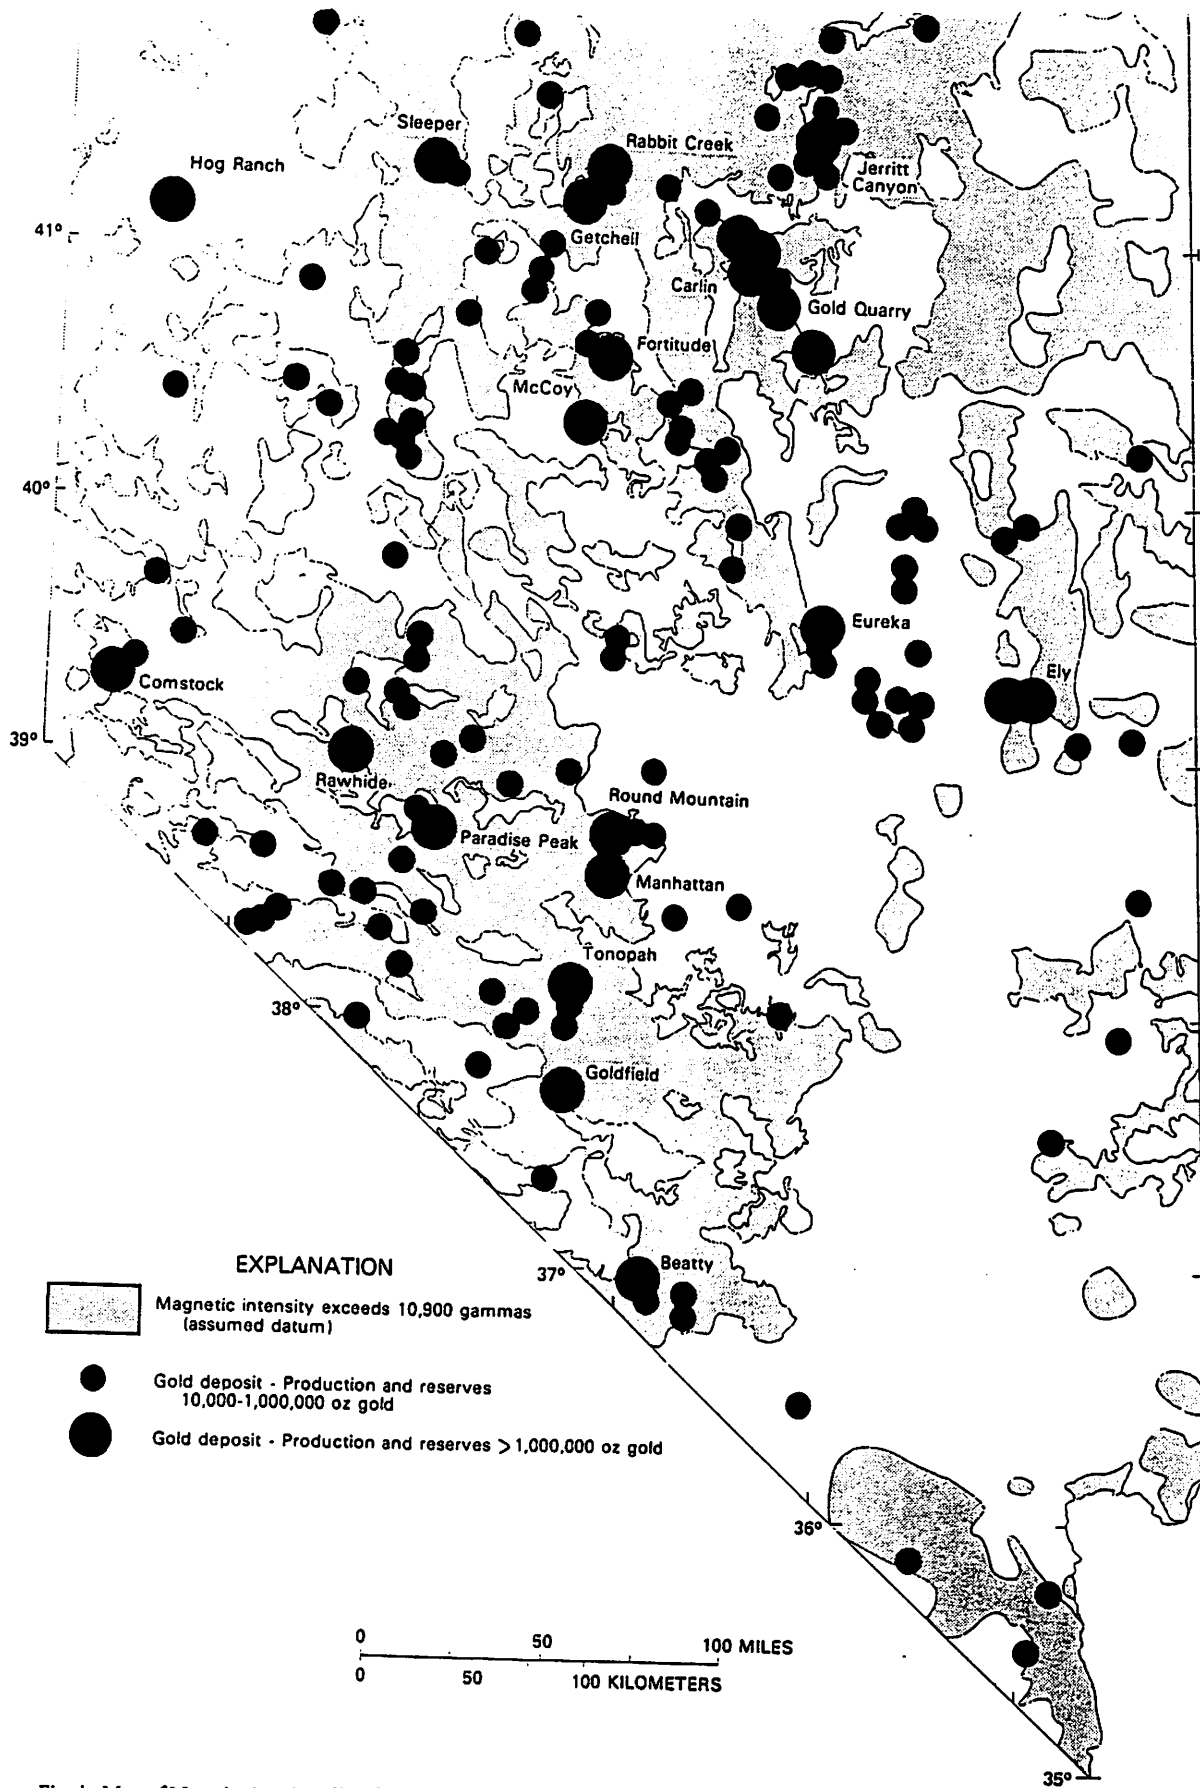 Sleeper
Hog Ranch
Rabbit Creek
Jerritt
Canyon
41°
Getchell
Carlin
Gold Quarry
Fortitude
McCoy
40°
Eureka
Ely
Comstock
39°
Rawhide
Round Mountain
Paradise Peak
Manhattan
Tonopah
38°
Goldfield
Beatty
37°
EXPLANATION
Magnetic intensity exceeds 10,900 gammas
(assumed datum)
Gold deposit - Production and reserves
10,000-1,000,000 oz gold
Gold deposit - Production and reserves > 1,000,000 oz gold
36°
0 50 100 MILES
0 50 100 KILOMETERS
35°